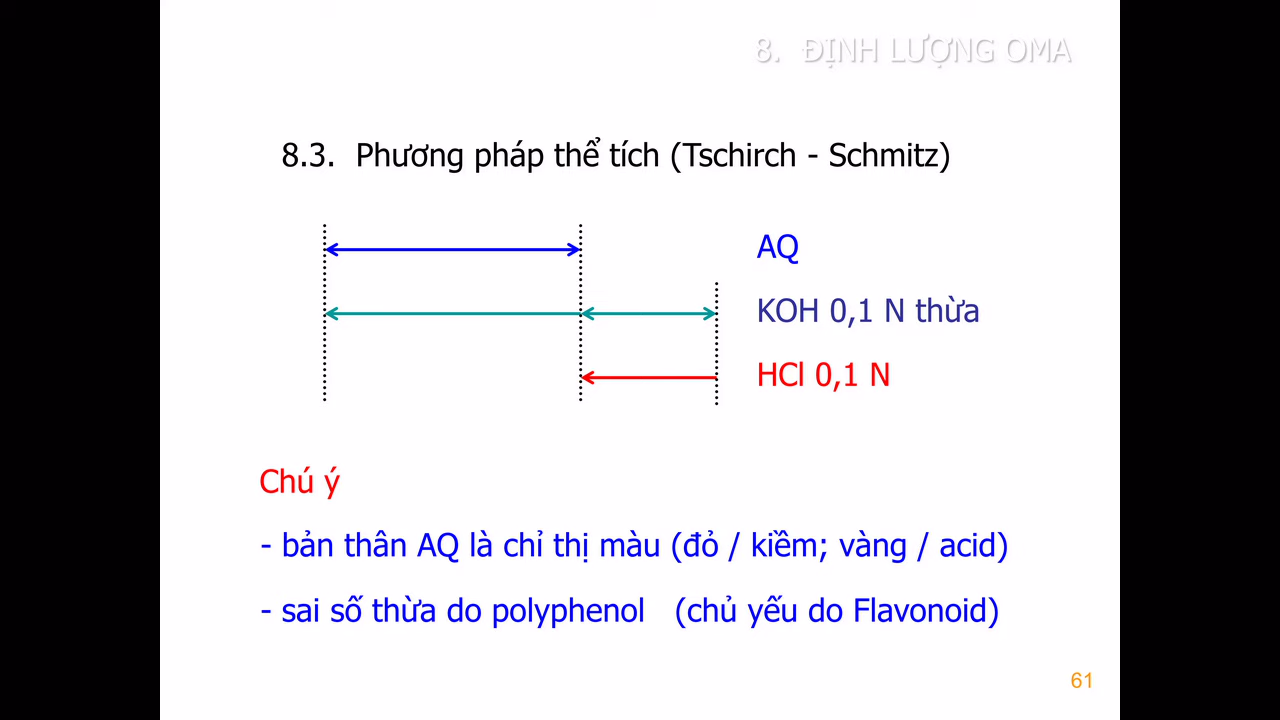 8. ĐỊNH LƯỢNG OMA
8.3. Phương pháp thể tích (Tschirch - Schmitz)
AQ
KOH 0,1 N thừa
HCl 0,1 N
Chú ý
- bản thân AQ là chỉ thị màu (đỏ / kiềm; vàng / acid)
- sai số thừa do polyphenol (chủ yếu do Flavonoid)
61